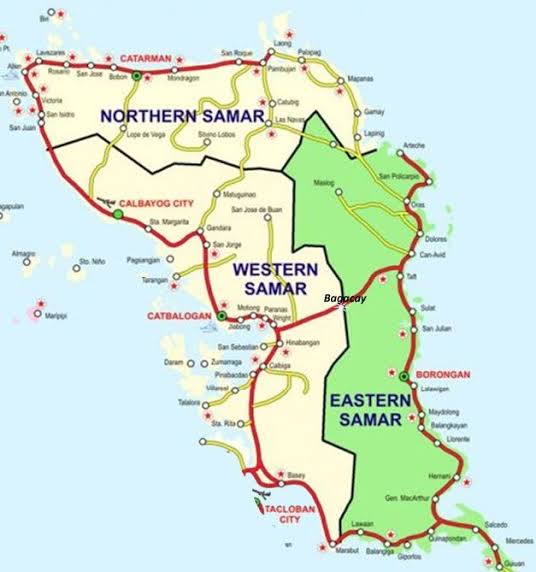 Biri
Laong
Palapag
CATARMAN
San Roque
Lavezares
Allen
Rosario
San Jose
Bobon
Mondragon
Pambujan
Mapanas
Victoria
San Antonio
Catubig
Gamay
San Isidro
NORTHERN SAMAR
Las Navas
San Juan
Lope de Vega
Silvino Lobos
Lapinig
Arteche
San Policarpio
Matuguinao
Maslog
CALBAYOG CITY
Oras
San Jose de Buan
Sta. Margarita
Gandara
Dolores
San Jorge
Can-Avid
Almagro
Sto. Niño
Pagsangjan
Tarangan
WESTERN
SAMAR
Taft
Bagacay
Maripipi
CATBALOGAN
Motiong
Paranas
Wright
Jiabong
Sulat
San Julian
San Sebastian
Hinabangan
Daram
Zumarraga
Calbiga
Pinabacdao
BORONGAN
Villareal
Lalawigan
Talalora
EASTERN
SAMAR
Maydolong
Balangkayan
Sta. Rita
Llorente
Basey
Hernani
TACLOBAN
CITY
Gen. MacArthur
Lawaan
Salcedo
Marabut
Balangiga
Giporlos
Quinapondan
Mercedes
Guiuan